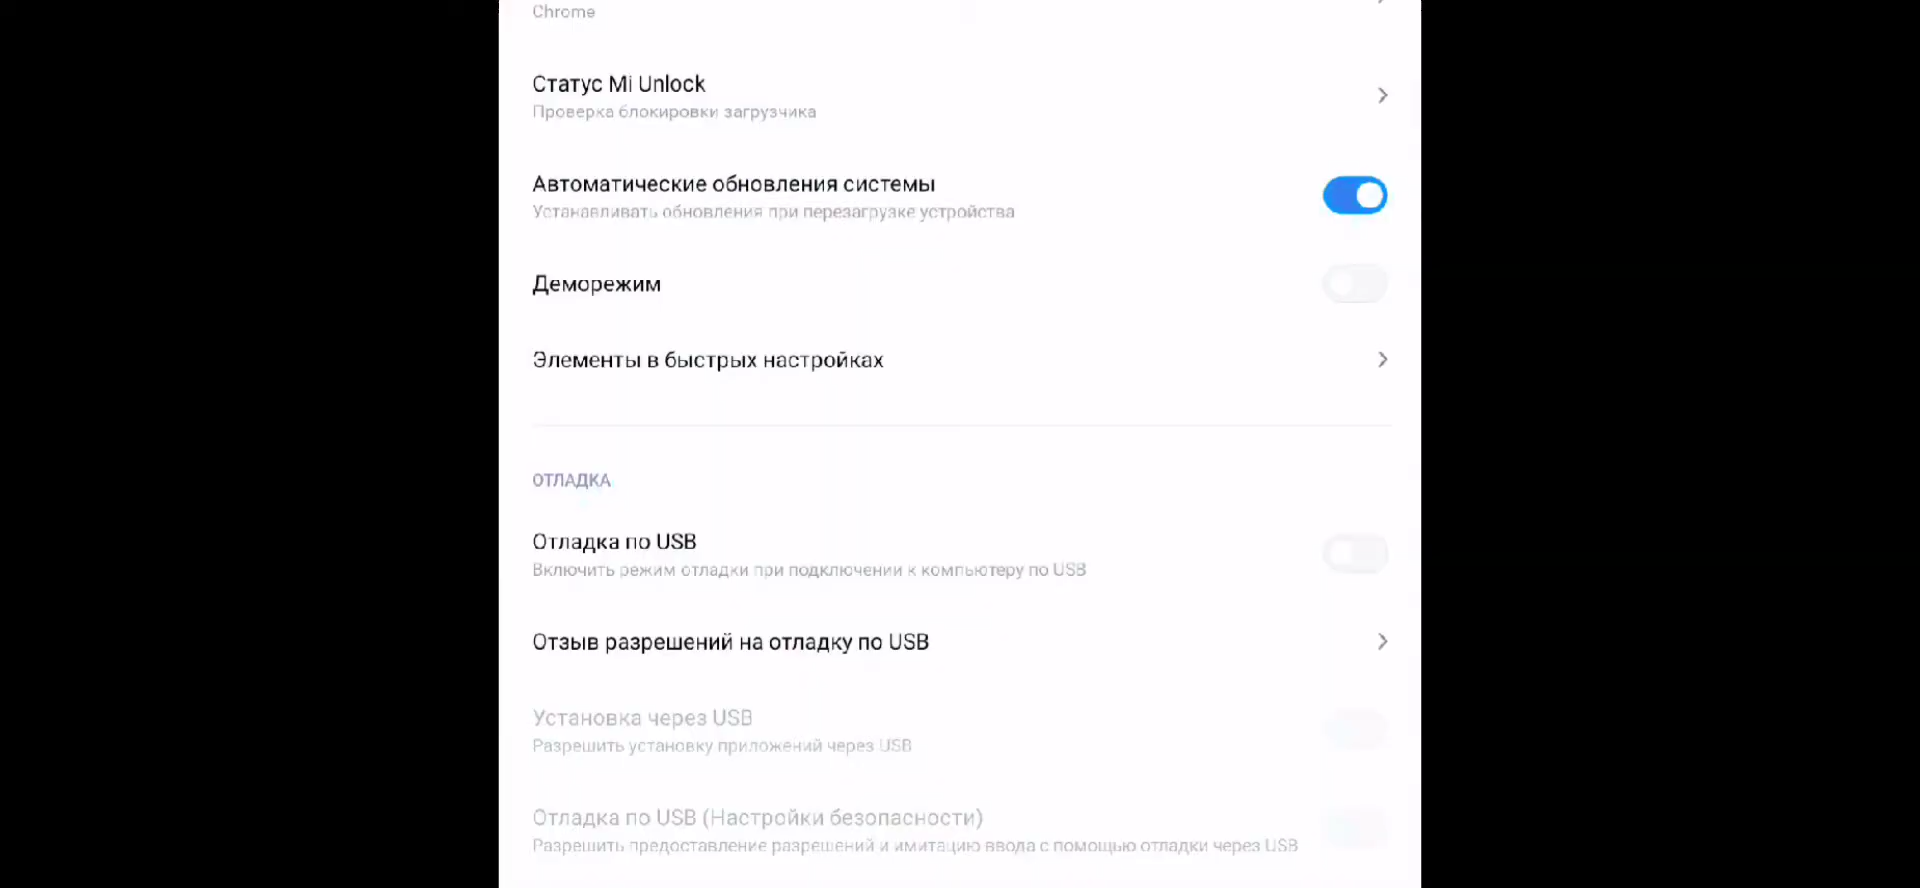 Chrome
Статус Mi Unlock
Проверка блокировки загрузчика
Автоматические обновления системы
Устанавливать обновления при перезагрузке устройства
Деморежим
Элементы в быстрых настройках
ОТЛАДКА
Отладка по USB
Включить режим отладки при подключении к компьютеру по USB
Отзыв разрешений на отладку по USB
Установка через USB
Разрешить установку приложений через USB
Отладка по USB (Настройки безопасности)
Разрешить предоставление разрешений и имитацию ввода с помощью отладки через USB